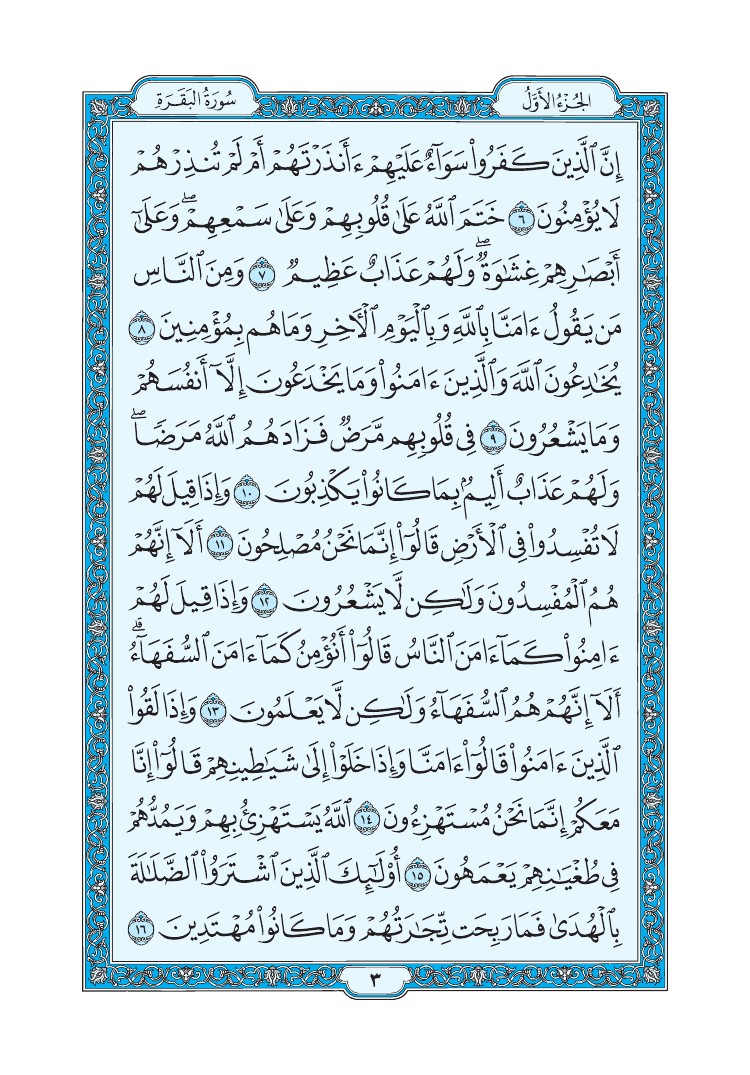 الجُزْءُ الأَوَّلُ
سُورَةُ البَقَرَةِ
إِنَّ ٱلَّذِينَ كَفَرُوا۟ سَوَآءٌ عَلَيْهِمْ ءَأَنذَرْتَهُمْ أَمْ لَمْ تُنذِرْهُمْ
لَا يُؤْمِنُونَ ٦ خَتَمَ ٱللَّهُ عَلَىٰ قُلُوبِهِمْ وَعَلَىٰ سَمْعِهِمْ ۖ وَعَلَىٰٓ
أَبْصَٰرِهِمْ غِشَٰوَةٌ ۖ وَلَهُمْ عَذَابٌ عَظِيمٌ ٧ وَمِنَ ٱلنَّاسِ
مَن يَقُولُ ءَامَنَّا بِٱللَّهِ وَبِٱلْيَوْمِ ٱلْءَاخِرِ وَمَا هُم بِمُؤْمِنِينَ ٨
يُخَٰدِعُونَ ٱللَّهَ وَٱلَّذِينَ ءَامَنُوا۟ وَمَا يَخْدَعُونَ إِلَّآ أَنفُسَهُمْ
وَمَا يَشْعُرُونَ ٩ فِى قُلُوبِهِم مَّرَضٌ فَزَادَهُمُ ٱللَّهُ مَرَضًا ۖ
وَلَهُمْ عَذَابٌ أَلِيمٌۢ بِمَا كَانُوا۟ يَكْذِبُونَ ١٠ وَإِذَا قِيلَ لَهُمْ
لَا تُفْسِدُوا۟ فِى ٱلْأَرْضِ قَالُوٓا۟ إِنَّمَا نَحْنُ مُصْلِحُونَ ١١ أَلَآ إِنَّهُمْ
هُمُ ٱلْمُفْسِدُونَ وَلَٰكِن لَّا يَشْعُرُونَ ١٢ وَإِذَا قِيلَ لَهُمْ
ءَامِنُوا۟ كَمَآ ءَامَنَ ٱلنَّاسُ قَالُوٓا۟ أَنُؤْمِنُ كَمَآ ءَامَنَ ٱلسُّفَهَآءُ ۗ
أَلَآ إِنَّهُمْ هُمُ ٱلسُّفَهَآءُ وَلَٰكِن لَّا يَعْلَمُونَ ١٣ وَإِذَا لَقُوا۟
ٱلَّذِينَ ءَامَنُوا۟ قَالُوٓا۟ ءَامَنَّا وَإِذَا خَلَوْا۟ إِلَىٰ شَيَٰطِينِهِمْ قَالُوٓا۟ إِنَّا
مَعَكُمْ إِنَّمَا نَحْنُ مُسْتَهْزِءُونَ ١٤ ٱللَّهُ يَسْتَهْزِئُ بِهِمْ وَيَمُدُّهُمْ
فِى طُغْيَٰنِهِمْ يَعْمَهُونَ ١٥ أُو۟لَٰٓئِكَ ٱلَّذِينَ ٱشْتَرَوُا۟ ٱلضَّلَٰلَةَ
بِٱلْهُدَىٰ فَمَا رَبِحَت تِّجَٰرَتُهُمْ وَمَا كَانُوا۟ مُهْتَدِينَ ١٦
٣